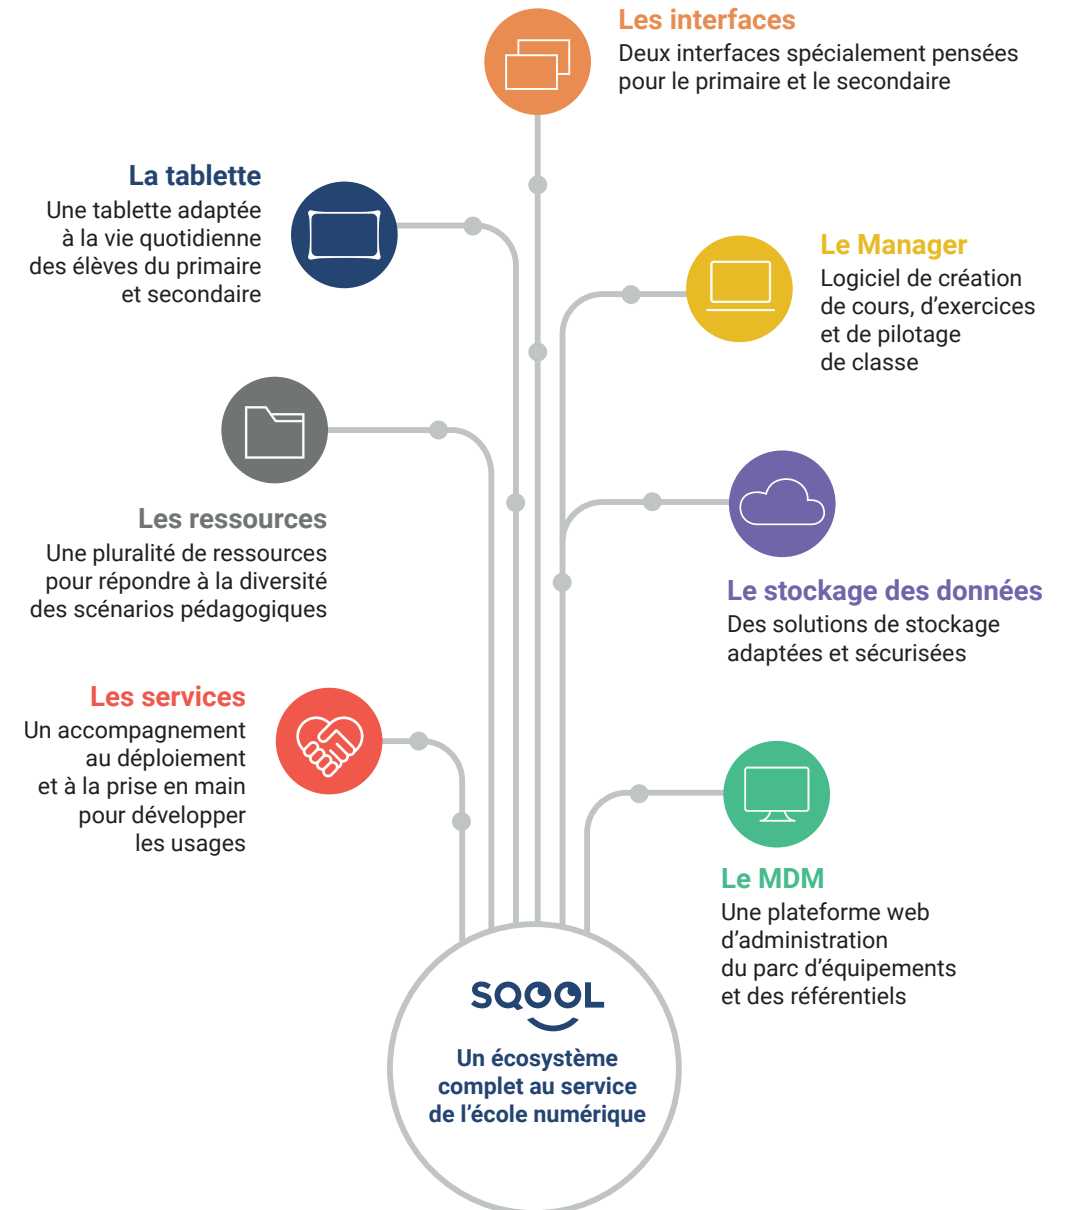 Les interfaces
Deux interfaces spécialement pensées
pour le primaire et le secondaire
La tablette
Une tablette adaptée
à la vie quotidienne
des élèves du primaire
et secondaire
Le Manager
Logiciel de création
de cours, d’exercices
et de pilotage
de classe
Les ressources
Une pluralité de ressources
pour répondre à la diversité
des scénarios pédagogiques
Le stockage des données
Des solutions de stockage
adaptées et sécurisées
Les services
Un accompagnement
au déploiement
et à la prise en main
pour développer
les usages
Le MDM
Une plateforme web
d’administration
du parc d’équipements
et des référentiels
SQOOL
Un écosystème
complet au service
de l’école numérique